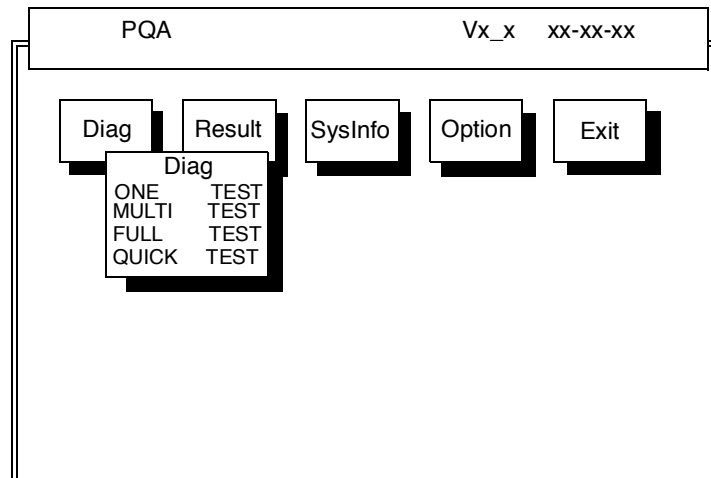 PQA Vx_x xx-xx-xx
Diag Result SysInfo Option Exit
Diag
ONE TEST
MULTI TEST
FULL TEST
QUICK TEST